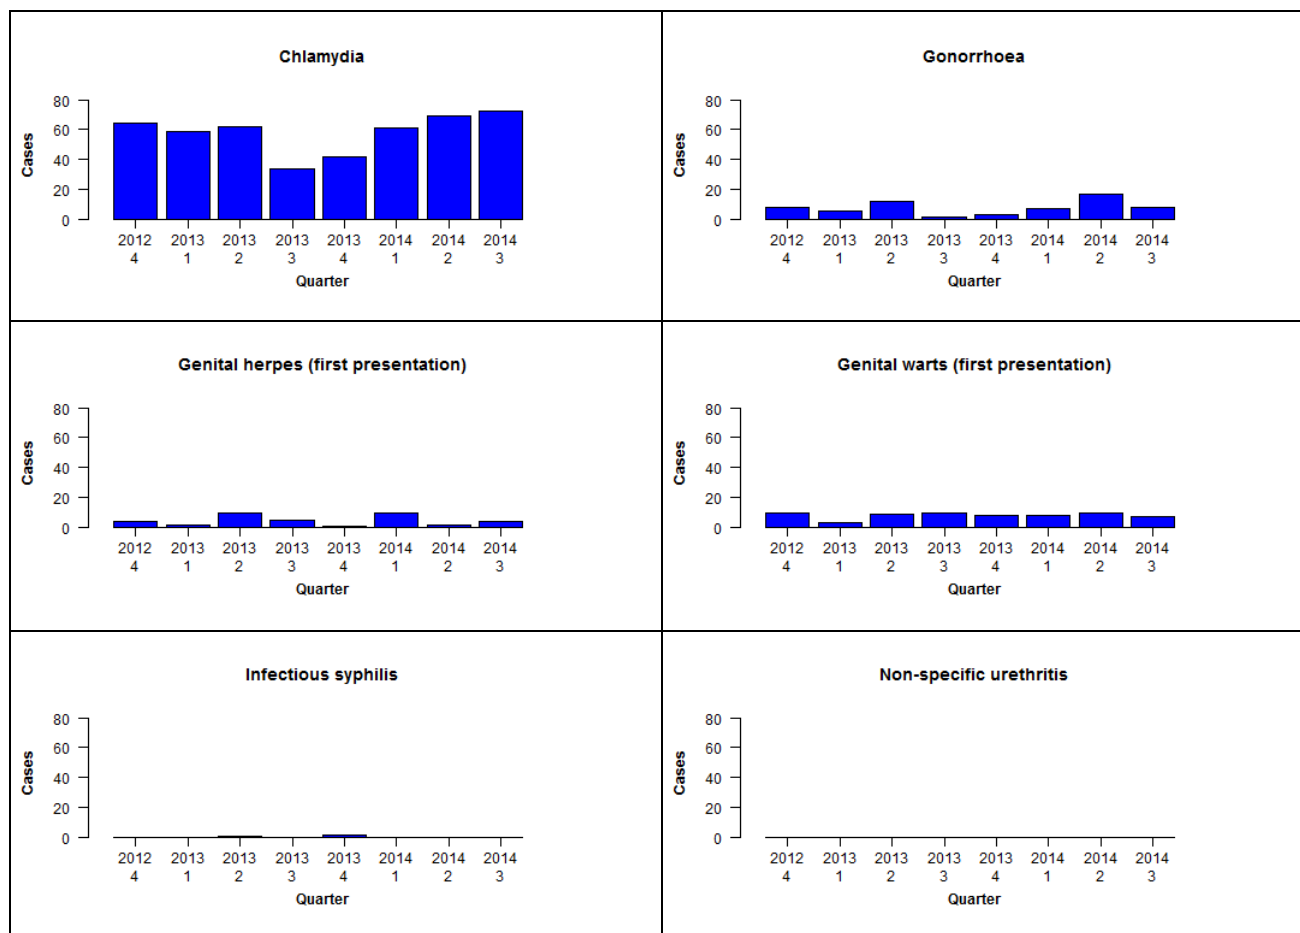 Chlamydia
80
60
40
20
0
Cases
2012 2013 2013 2013 2013 2014 2014 2014
4 1 2 3 4 1 2 3
Quarter
Gonorrhoea
80
60
40
20
0
Cases
2012 2013 2013 2013 2013 2014 2014 2014
4 1 2 3 4 1 2 3
Quarter
Genital herpes (first presentation)
80
60
40
20
0
Cases
2012 2013 2013 2013 2013 2014 2014 2014
4 1 2 3 4 1 2 3
Quarter
Genital warts (first presentation)
80
60
40
20
0
Cases
2012 2013 2013 2013 2013 2014 2014 2014
4 1 2 3 4 1 2 3
Quarter
Infectious syphilis
80
60
40
20
0
Cases
2012 2013 2013 2013 2013 2014 2014 2014
4 1 2 3 4 1 2 3
Quarter
Non-specific urethritis
80
60
40
20
0
Cases
2012 2013 2013 2013 2013 2014 2014 2014
4 1 2 3 4 1 2 3
Quarter